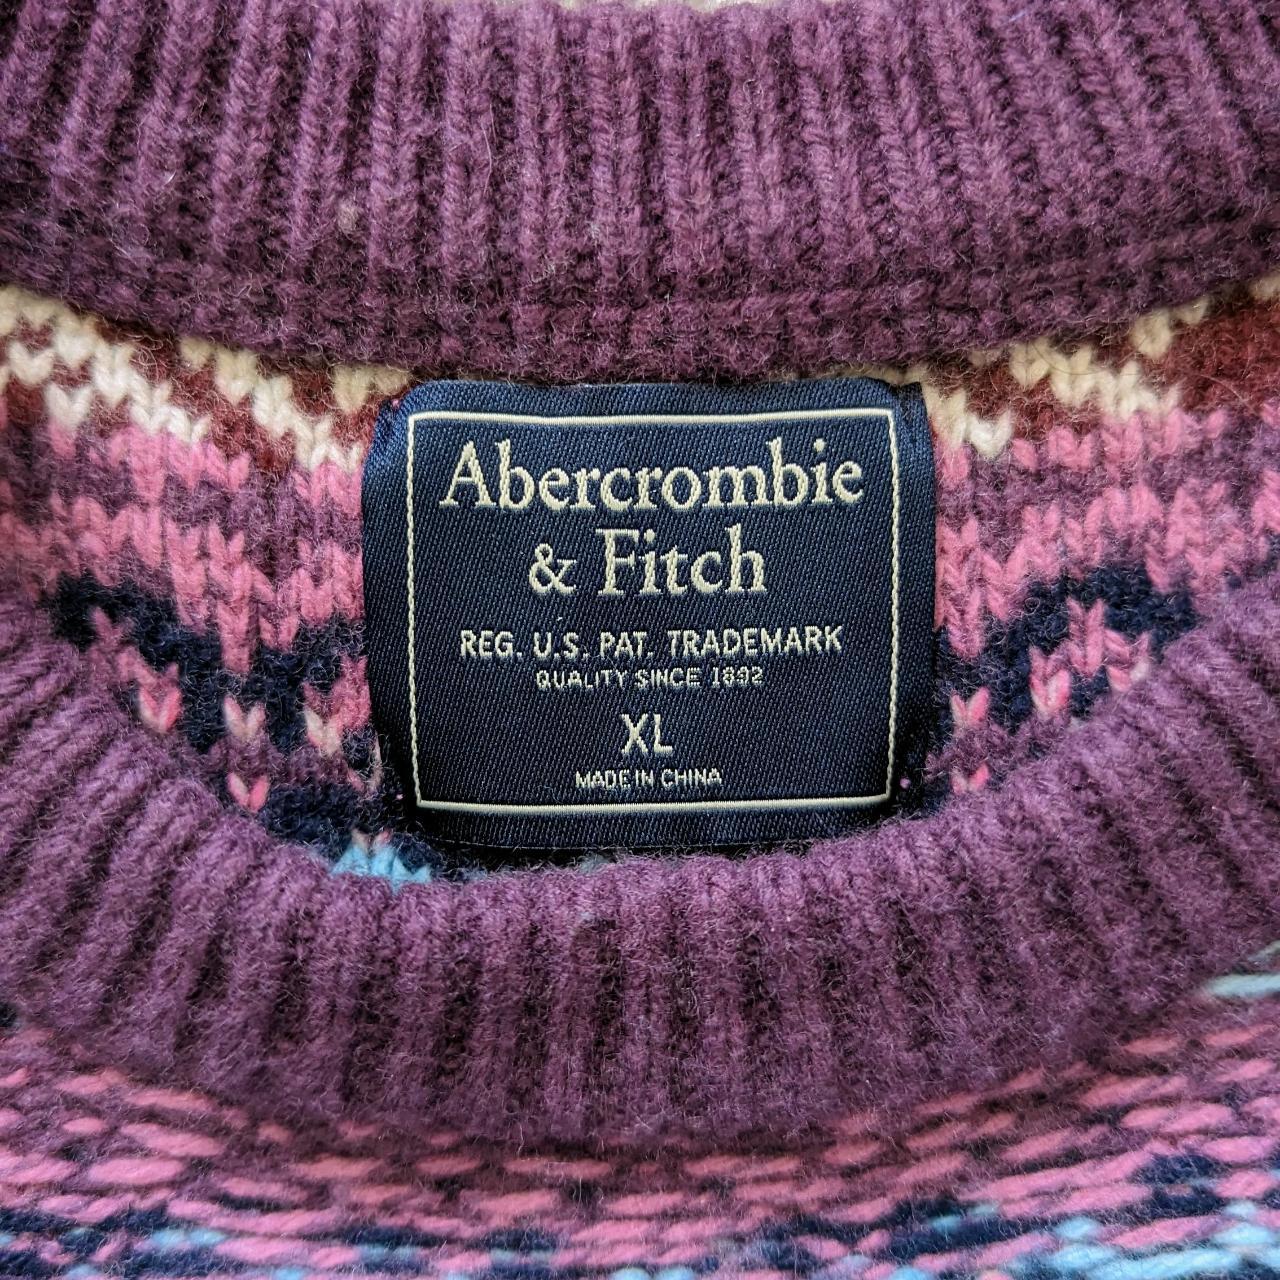 Abercrombie
& Fitch
REG. U.S. PAT. TRADEMARK
QUALITY SINCE 1892
XL
MADE IN CHINA